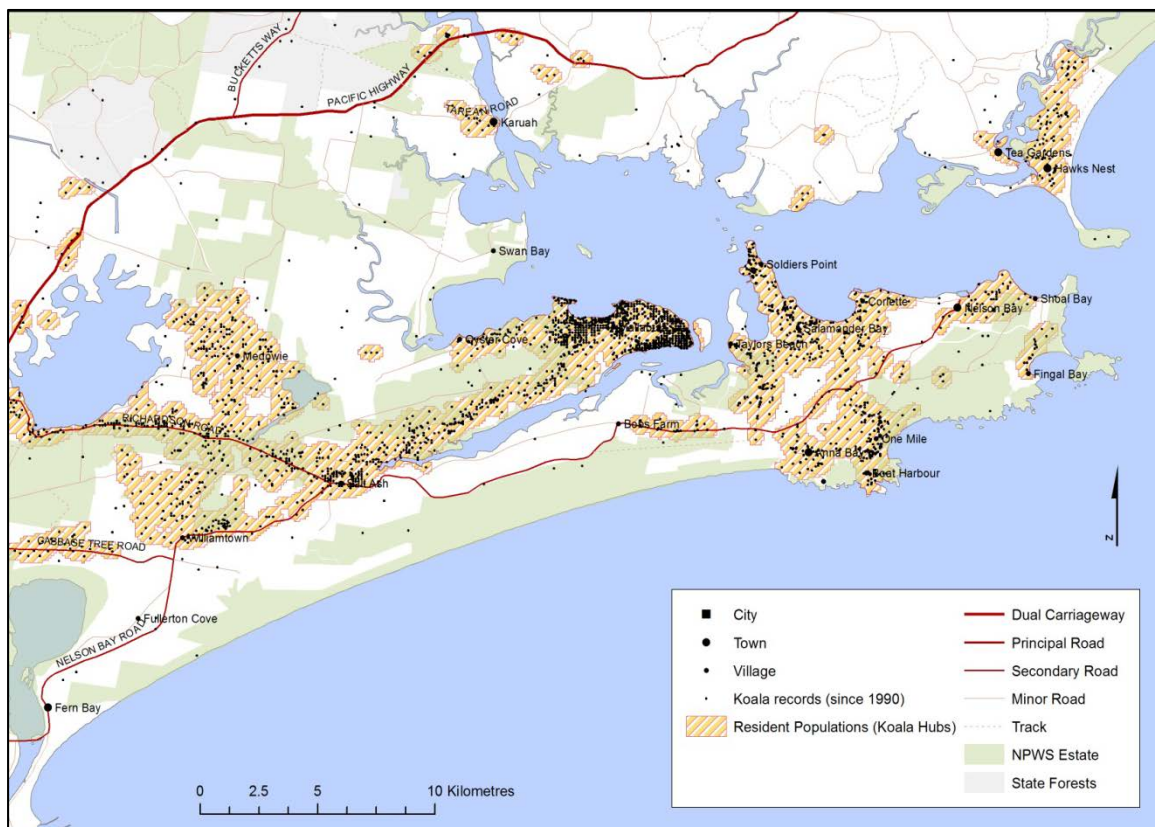 BUCKETTS WAY
PACIFIC HIGHWAY
TAREAN ROAD
Karuah
Tea Gardens
Hawks Nest
Swan Bay
Soldiers Point
Corlette
Nelson Bay
Shoal Bay
Salamander Bay
Oyster Cove
Taylors Beach
Medowie
Fingal Bay
RICHARDSON ROAD
Bobs Farm
One Mile
Anna Bay
Boat Harbour
Salt Ash
Williamtown
CABBAGE TREE ROAD
Fullerton Cove
NELSON BAY ROAD
Fern Bay
N
City
Town
Village
Koala records (since 1990)
Resident Populations (Koala Hubs)
Dual Carriageway
Principal Road
Secondary Road
Minor Road
Track
NPWS Estate
State Forests
0 2.5 5 10 Kilometres